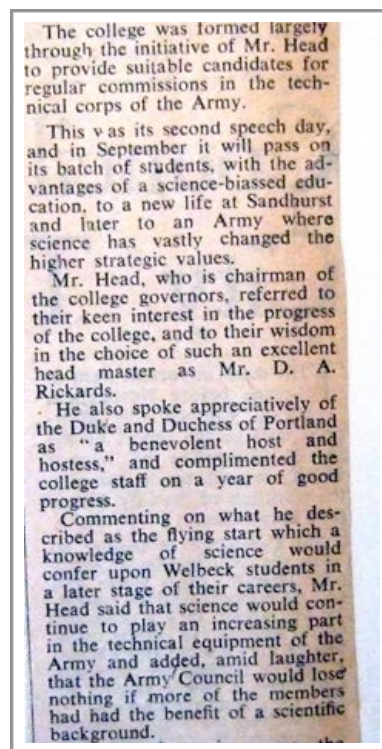 The college was formed largely
through the initiative of Mr. Head
to provide suitable candidates for
regular commissions in the tech-
nical corps of the Army.
This was its second speech day,
and in September it will pass on
its batch of students, with the ad-
vantages of a science-biassed edu-
cation, to a new life at Sandhurst
and later to an Army where
science has vastly changed the
higher strategic values.
Mr. Head, who is chairman of
the college governors, referred to
their keen interest in the progress
of the college, and to their wisdom
in the choice of such an excellent
head master as Mr. D. A.
Rickards.
He also spoke appreciatively of
the Duke and Duchess of Portland
as "a benevolent host and
hostess," and complimented the
college staff on a year of good
progress.
Commenting on what he des-
cribed as the flying start which a
knowledge of science would
confer upon Welbeck students in
a later stage of their careers, Mr.
Head said that science would con-
tinue to play an increasing part
in the technical equipment of the
Army and added, amid laughter,
that the Army Council would lose
nothing if more of the members
had had the benefit of a scientific
background.